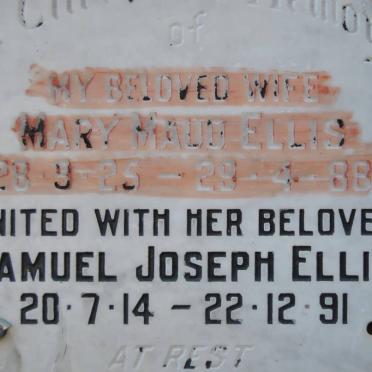 of
MY BELOVED WIFE
MARY MAUD ELLIS
28·9·25 – 29·4·88
NITED WITH HER BELOVE
AMUEL JOSEPH ELLI
20·7·14 – 22·12·91
AT REST